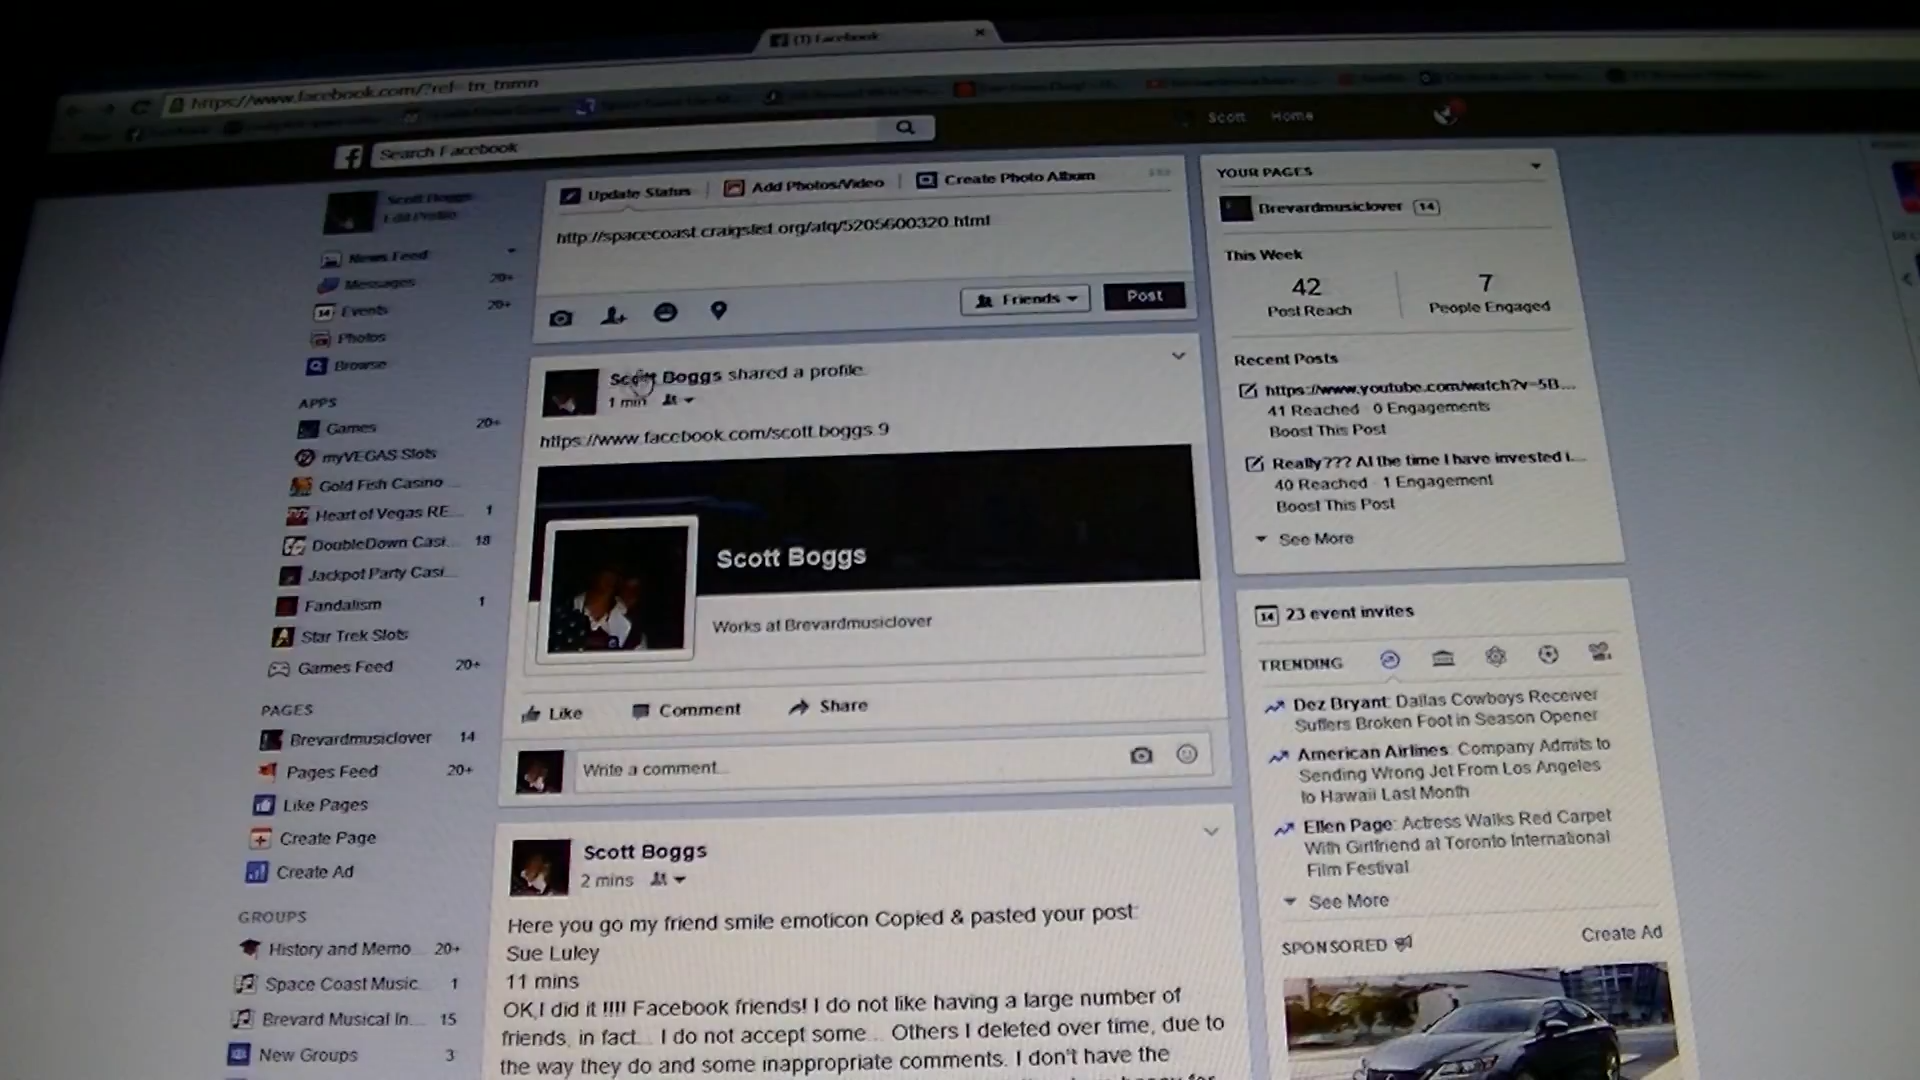 (1) Facebook
https://www.facebook.com/?ref=tn_tnmn
Search Facebook
Scott Home
Scott Boggs
Edit Profile
News Feed
Messages 20+
Events 20+
Photos
Browse
APPS
Games 20+
myVEGAS Slots
Gold Fish Casino ...
Heart of Vegas RE... 1
DoubleDown Casi... 18
Jackpot Party Casi...
Fandalism 1
Star Trek Slots
Games Feed 20+
PAGES
Brevardmusiclover 14
Pages Feed 20+
Like Pages
Create Page
Create Ad
GROUPS
History and Memo... 20+
Space Coast Music... 1
Brevard Musical In... 15
New Groups 3
Update Status
Add Photos/Video
Create Photo Album
http://spacecoast.craigslist.org/atq/5205600320.html
Friends
Post
Scott Boggs shared a profile.
1 min
https://www.facebook.com/scott.boggs.9
Scott Boggs
Works at Brevardmusiclover
Like Comment Share
Write a comment...
Scott Boggs
2 mins
Here you go my friend smile emoticon Copied & pasted your post:
Sue Luley
11 mins
OK,I did it !!!! Facebook friends! I do not like having a large number of
friends, in fact... I do not accept some... Others I deleted over time, due to
the way they do and some inappropriate comments. I don't have the
YOUR PAGES
Brevardmusiclover 14
This Week
42 7
Post Reach People Engaged
Recent Posts
https://www.youtube.com/watch?v=5B...
41 Reached · 0 Engagements
Boost This Post
Really??? Al the time I have invested i...
40 Reached · 1 Engagement
Boost This Post
See More
14 23 event invites
TRENDING
Dez Bryant: Dallas Cowboys Receiver
Suffers Broken Foot in Season Opener
American Airlines: Company Admits to
Sending Wrong Jet From Los Angeles
to Hawaii Last Month
Ellen Page: Actress Walks Red Carpet
With Girlfriend at Toronto International
Film Festival
See More
SPONSORED Create Ad